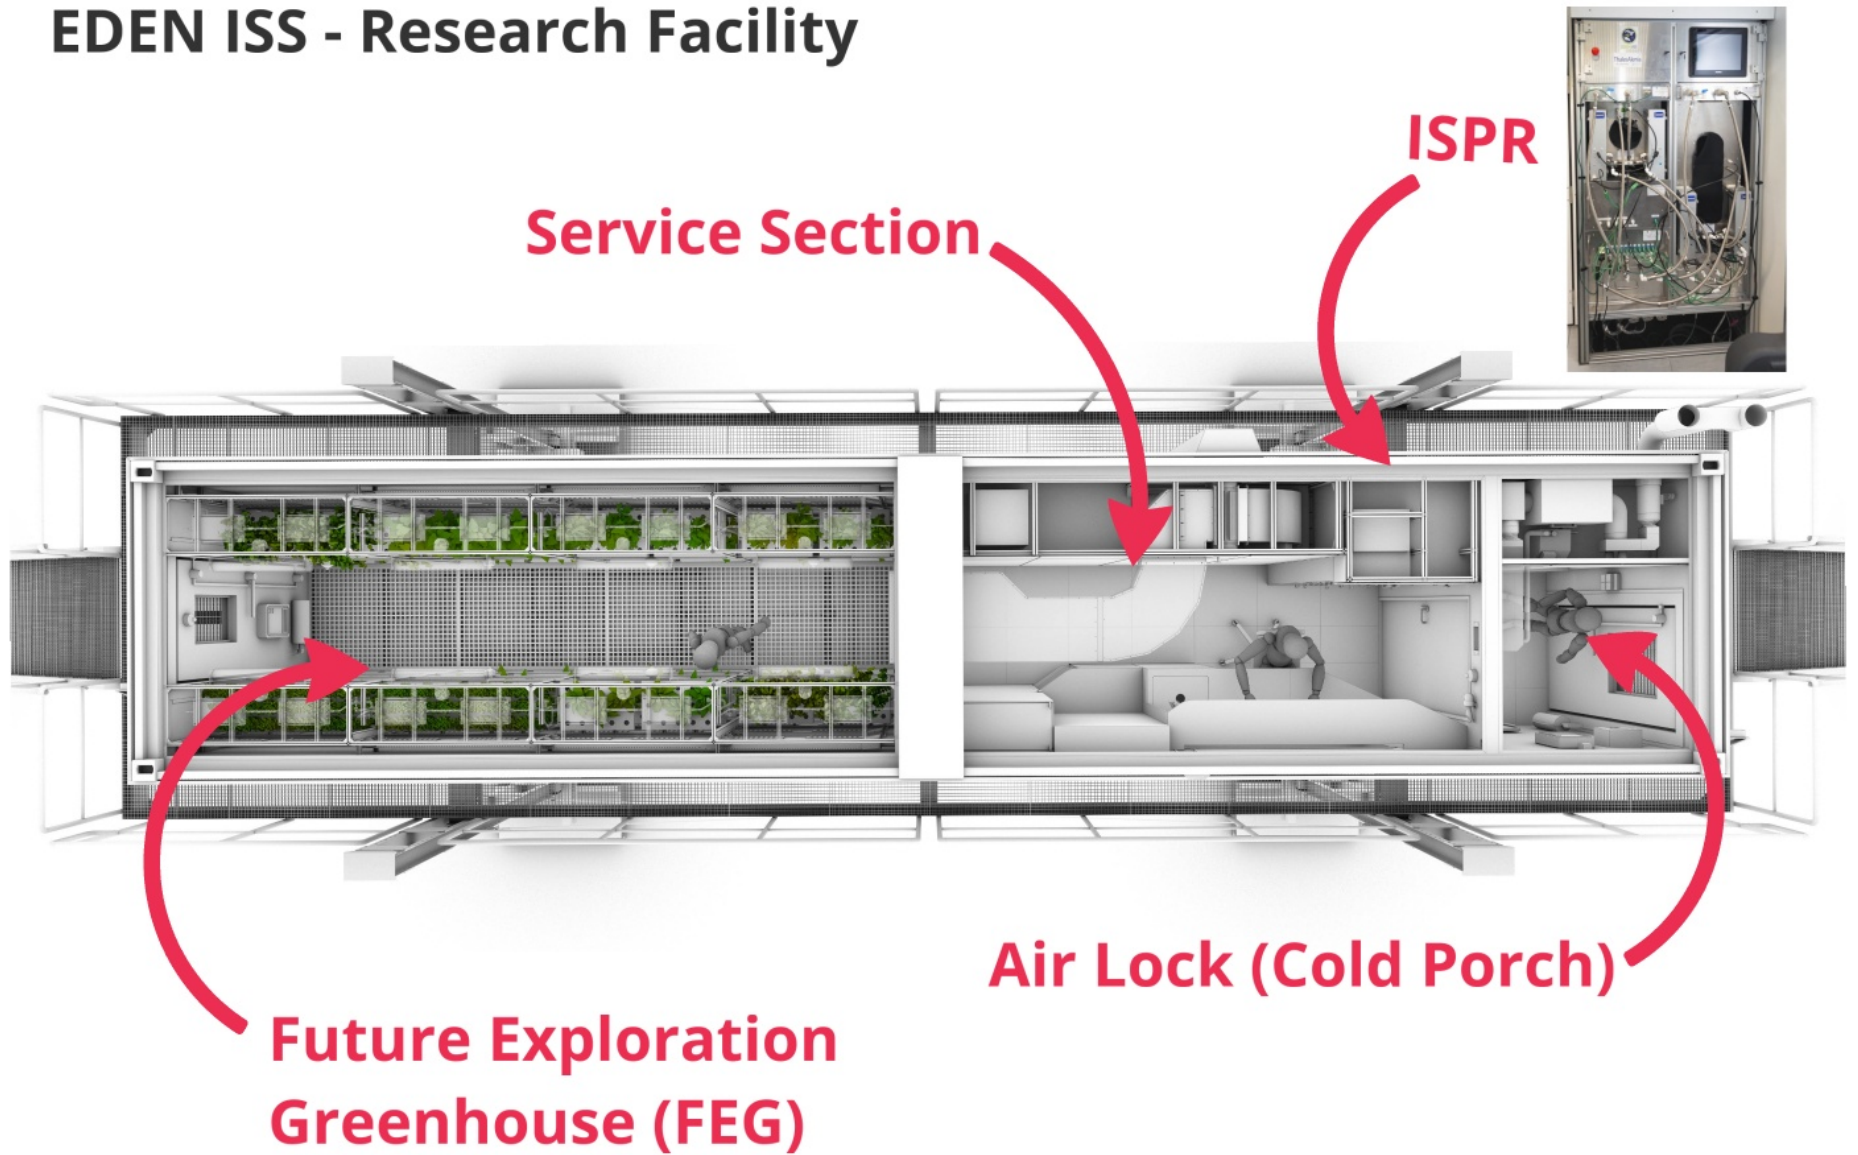 EDEN ISS - Research Facility
ISPR
Service Section
Air Lock (Cold Porch)
Future Exploration
Greenhouse (FEG)